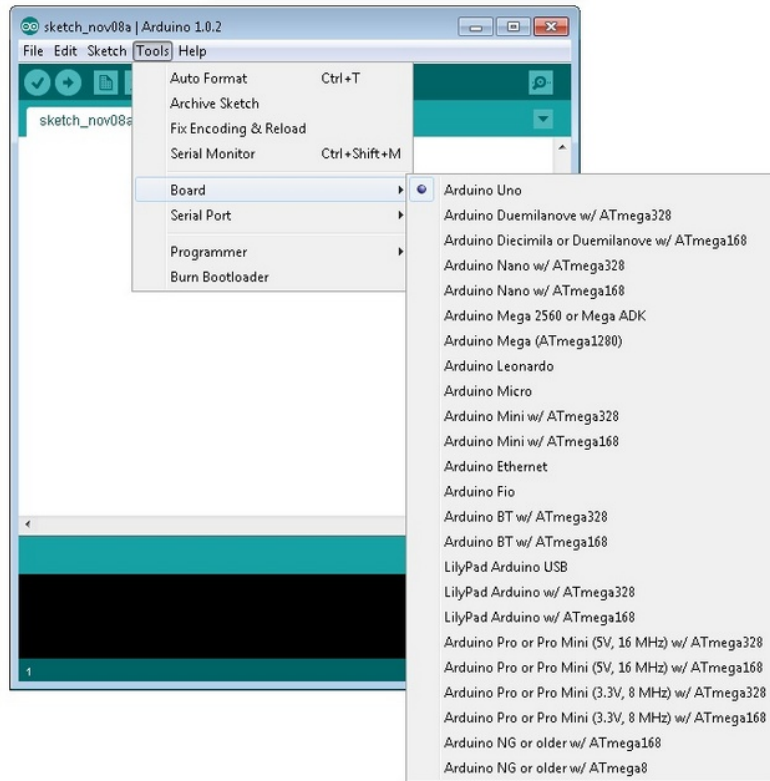 sketch_nov08a | Arduino 1.0.2
File Edit Sketch Tools Help
sketch_nov08a
Auto Format Ctrl+T
Archive Sketch
Fix Encoding & Reload
Serial Monitor Ctrl+Shift+M
Board
Serial Port
Programmer
Burn Bootloader
Arduino Uno
Arduino Duemilanove w/ ATmega328
Arduino Diecimila or Duemilanove w/ ATmega168
Arduino Nano w/ ATmega328
Arduino Nano w/ ATmega168
Arduino Mega 2560 or Mega ADK
Arduino Mega (ATmega1280)
Arduino Leonardo
Arduino Micro
Arduino Mini w/ ATmega328
Arduino Mini w/ ATmega168
Arduino Ethernet
Arduino Fio
Arduino BT w/ ATmega328
Arduino BT w/ ATmega168
LilyPad Arduino USB
LilyPad Arduino w/ ATmega328
LilyPad Arduino w/ ATmega168
Arduino Pro or Pro Mini (5V, 16 MHz) w/ ATmega328
Arduino Pro or Pro Mini (5V, 16 MHz) w/ ATmega168
Arduino Pro or Pro Mini (3.3V, 8 MHz) w/ ATmega328
Arduino Pro or Pro Mini (3.3V, 8 MHz) w/ ATmega168
Arduino NG or older w/ ATmega168
Arduino NG or older w/ ATmega8
1